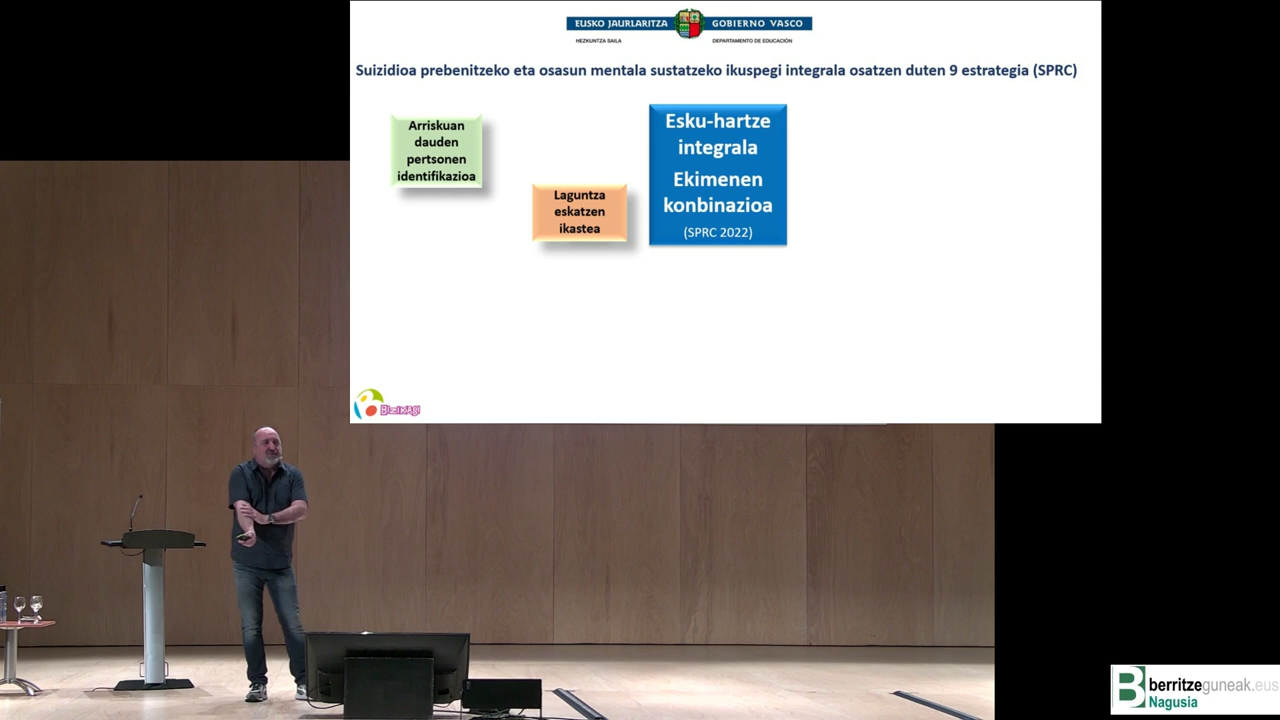 EUSKO JAURLARITZA GOBIERNO VASCO
HEZKUNTZA SAILA DEPARTAMENTO DE EDUCACIÓN
Suizidioa prebenitzeko eta osasun mentala sustatzeko ikuspegi integrala osatzen duten 9 estrategia (SPRC)
Arriskuan
dauden
pertsonen
identifikazioa
Laguntza
eskatzen
ikastea
Esku-hartze
integrala
Ekimenen
konbinazioa
(SPRC 2022)
Bizikasi
berritzeguneak.eus
Nagusia